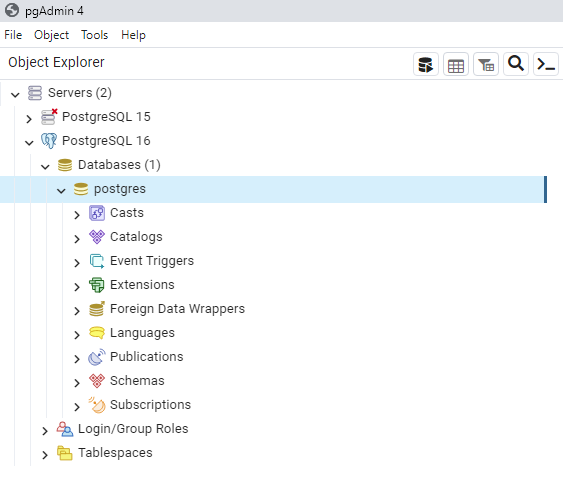 pgAdmin 4
File Object Tools Help
Object Explorer
Servers (2)
PostgreSQL 15
PostgreSQL 16
Databases (1)
postgres
Casts
Catalogs
Event Triggers
Extensions
Foreign Data Wrappers
Languages
Publications
Schemas
Subscriptions
Login/Group Roles
Tablespaces